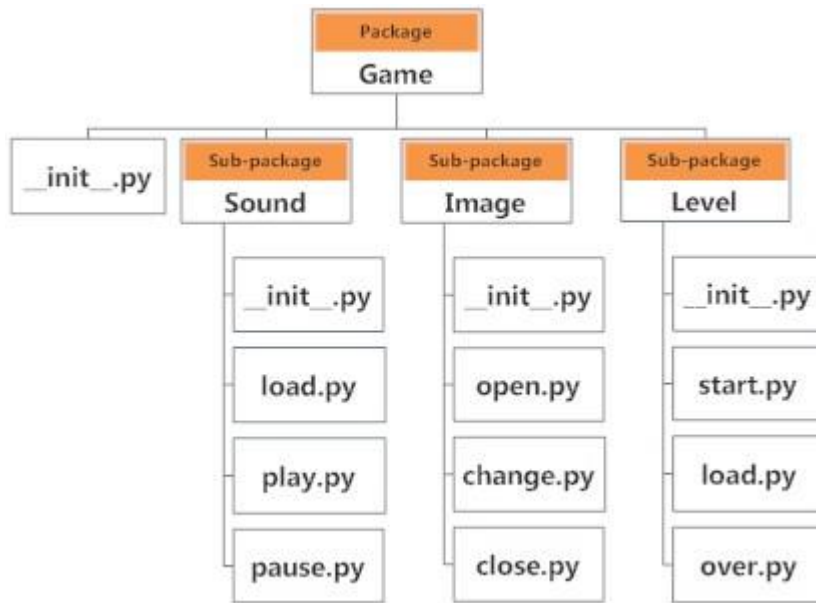 Package
Game
__init__.py
Sub-package
Sound
__init__.py
load.py
play.py
pause.py
Sub-package
Image
__init__.py
open.py
change.py
close.py
Sub-package
Level
__init__.py
start.py
load.py
over.py